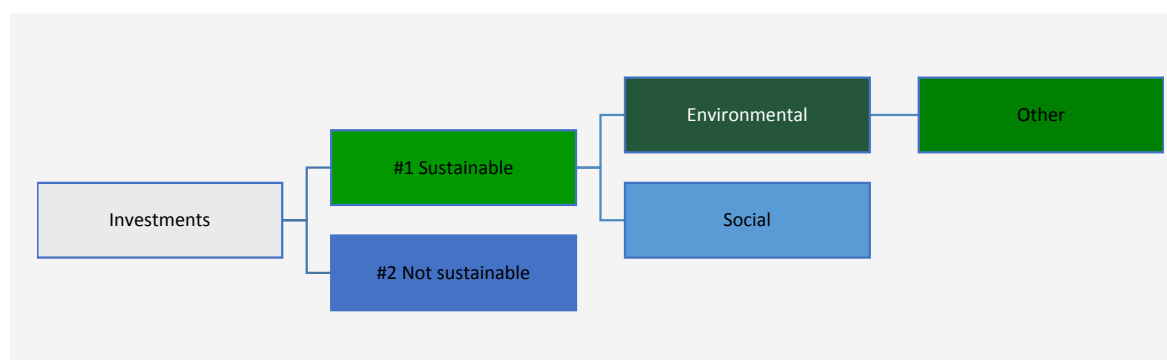 Investments
#1 Sustainable
#2 Not sustainable
Environmental
Social
Other